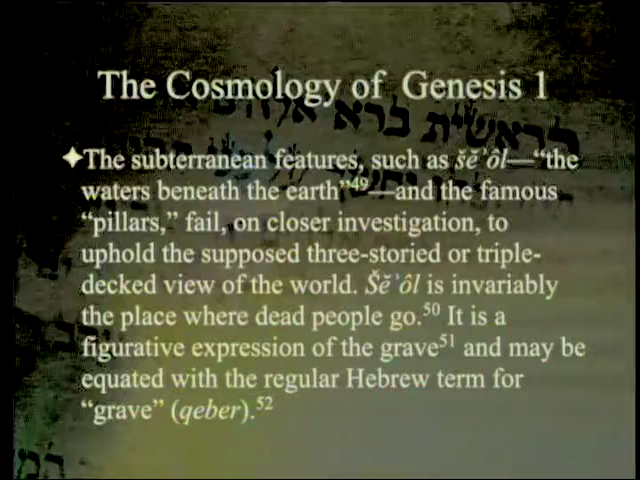 The Cosmology of Genesis 1
בראשית ברא אלהים
✦The subterranean features, such as šĕʾôl—“the
waters beneath the earth”⁴⁹—and the famous
“pillars,” fail, on closer investigation, to
uphold the supposed three-storied or triple-
decked view of the world. Šĕʾôl is invariably
the place where dead people go.⁵⁰ It is a
figurative expression of the grave⁵¹ and may be
equated with the regular Hebrew term for
“grave” (qeber).⁵²